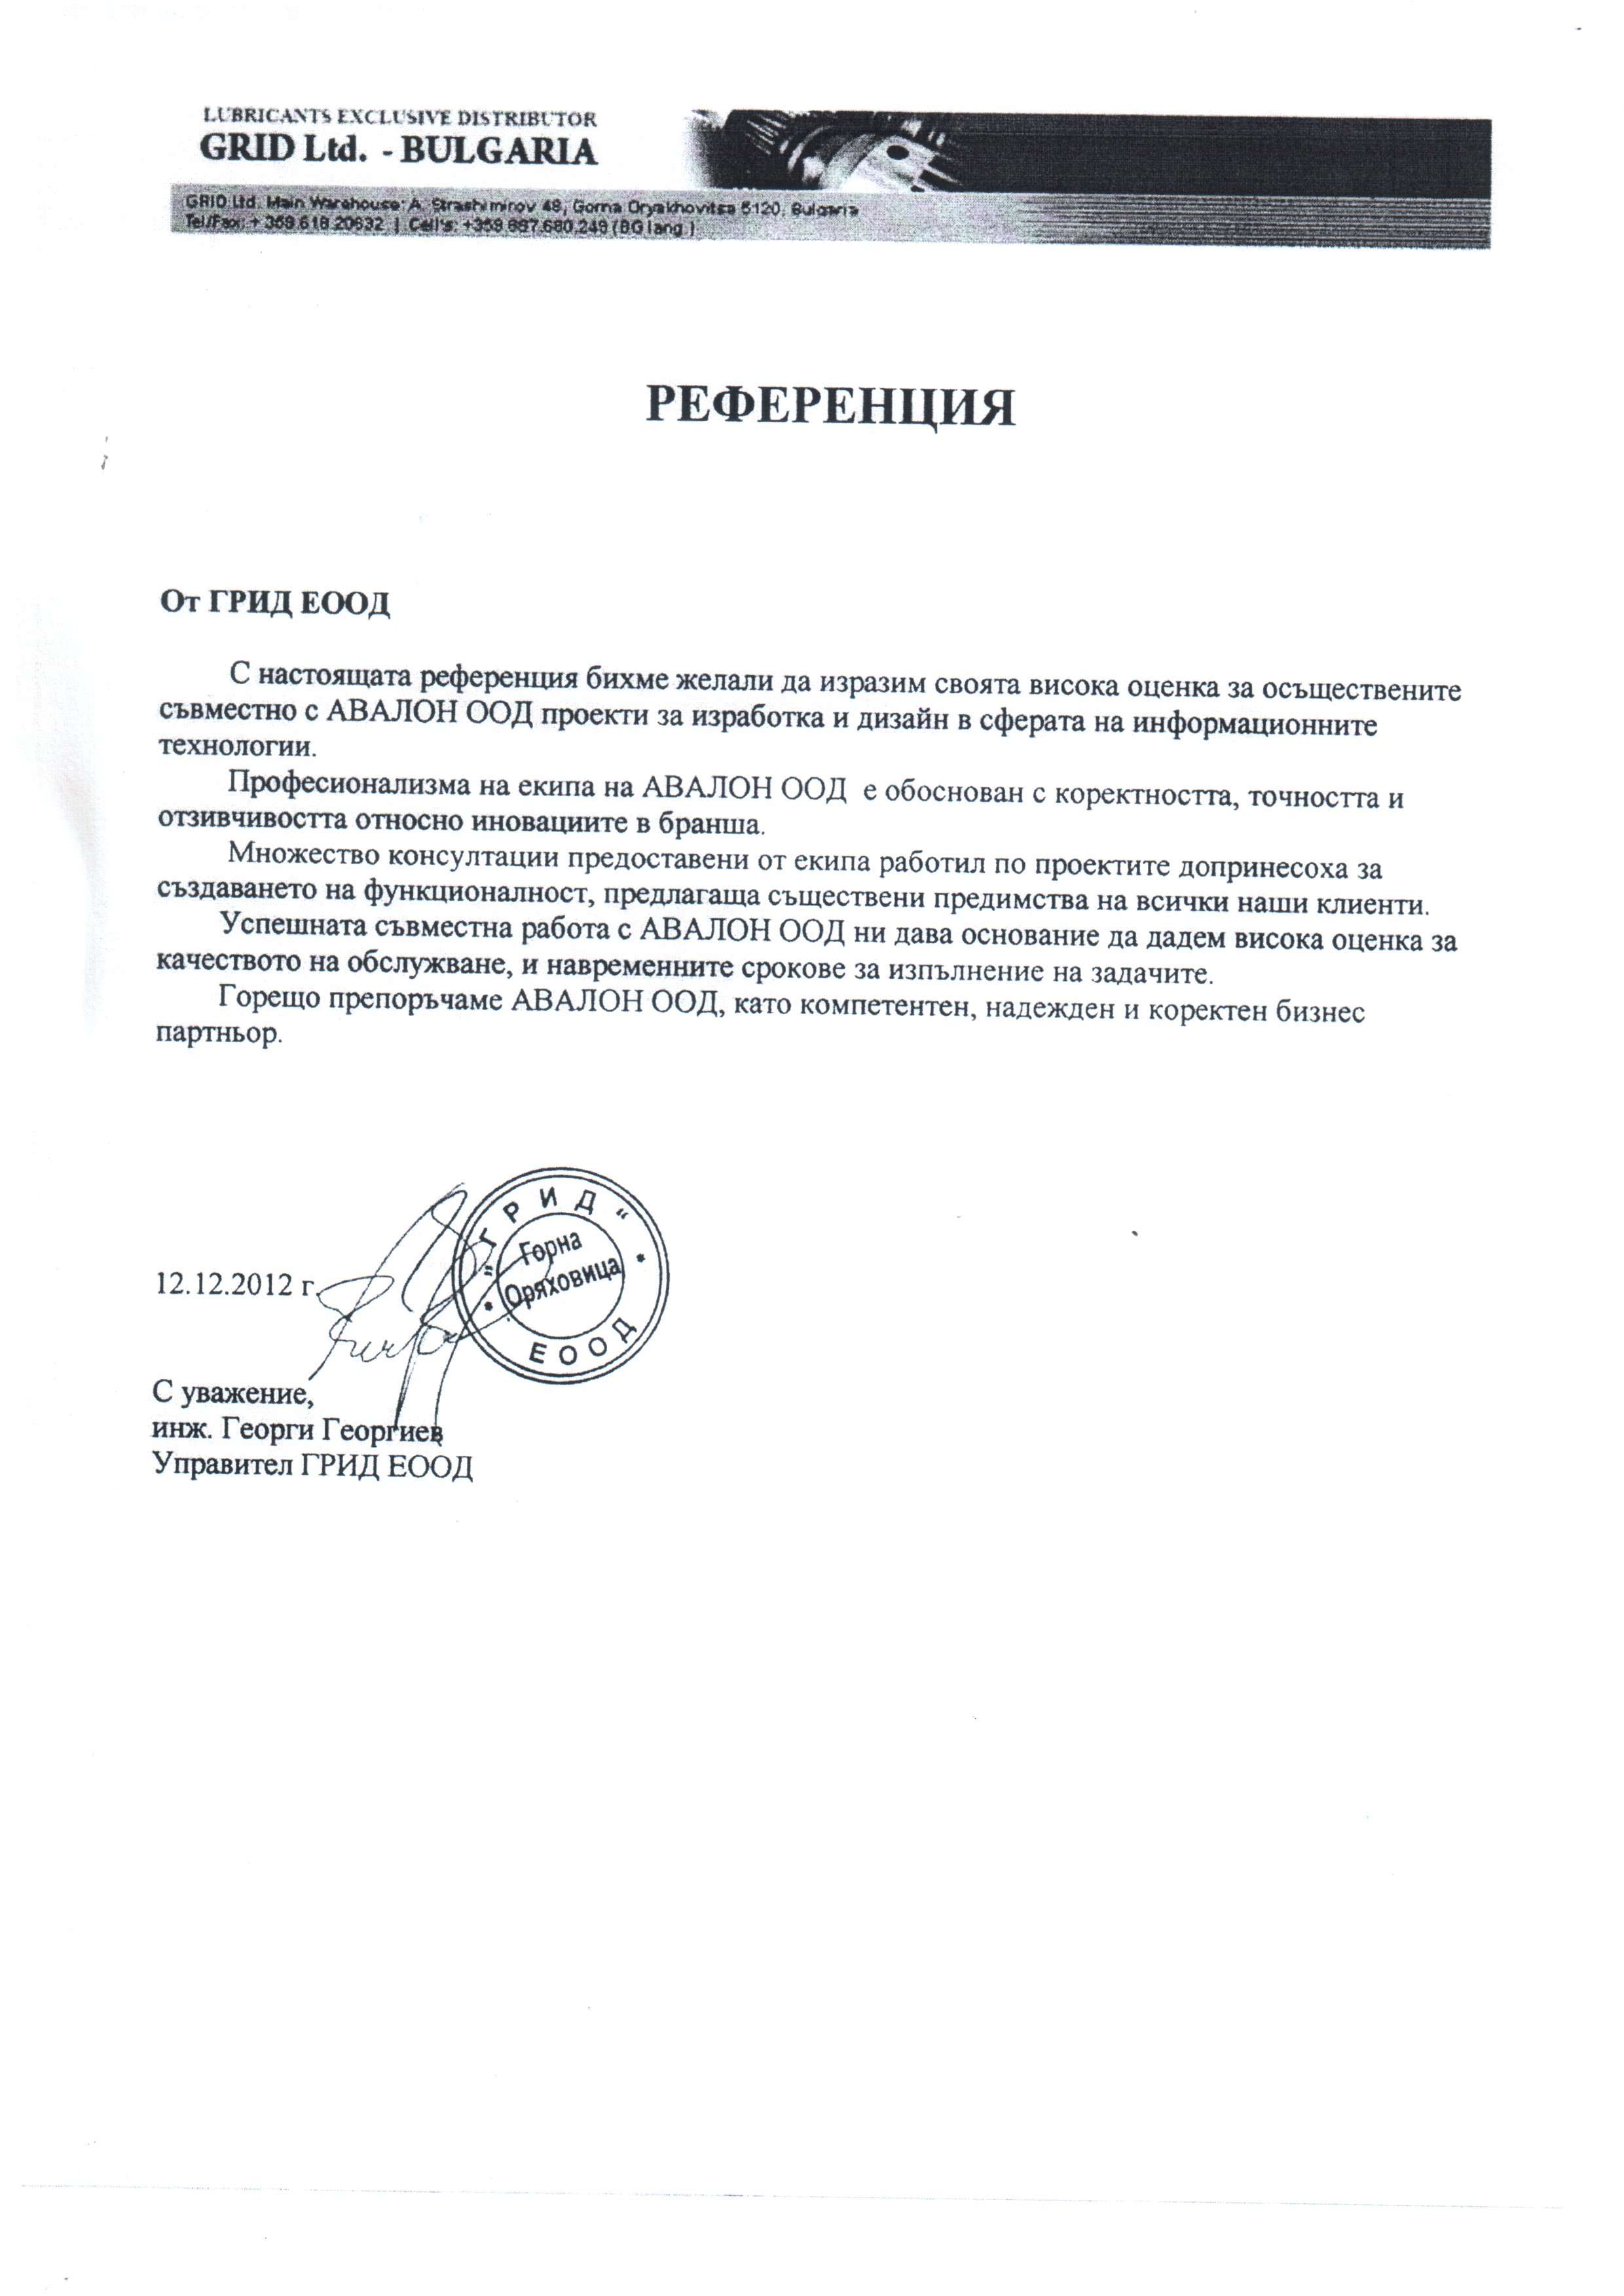 LUBRICANTS EXCLUSIVE DISTRIBUTOR
GRID Ltd. - BULGARIA
GRID Ltd. Main Warehouse: A. Strashimirov 48, Gorna Oryakhovitsa 5120, Bulgaria
Tel/Fax: + 359 618 20632 | Cell's: +359 887 680 249 (BG lang.)
РЕФЕРЕНЦИЯ
От ГРИД ЕООД
С настоящата референция бихме желали да изразим своята висока оценка за осъществените
съвместно с АВАЛОН ООД проекти за изработка и дизайн в сферата на информационните
технологии.
Професионализма на екипа на АВАЛОН ООД е обоснован с коректността, точността и
отзивчивостта относно иновациите в бранша.
Множество консултации предоставени от екипа работил по проектите допринесоха за
създаването на функционалност, предлагаща съществени предимства на всички наши клиенти.
Успешната съвместна работа с АВАЛОН ООД ни дава основание да дадем висока оценка за
качеството на обслужване, и навременните срокове за изпълнение на задачите.
Горещо препоръчаме АВАЛОН ООД, като компетентен, надежден и коректен бизнес
партньор.
"ГРИД“
Горна
Оряховица
ЕООД
12.12.2012 г.
С уважение,
инж. Георги Георгиев
Управител ГРИД ЕООД